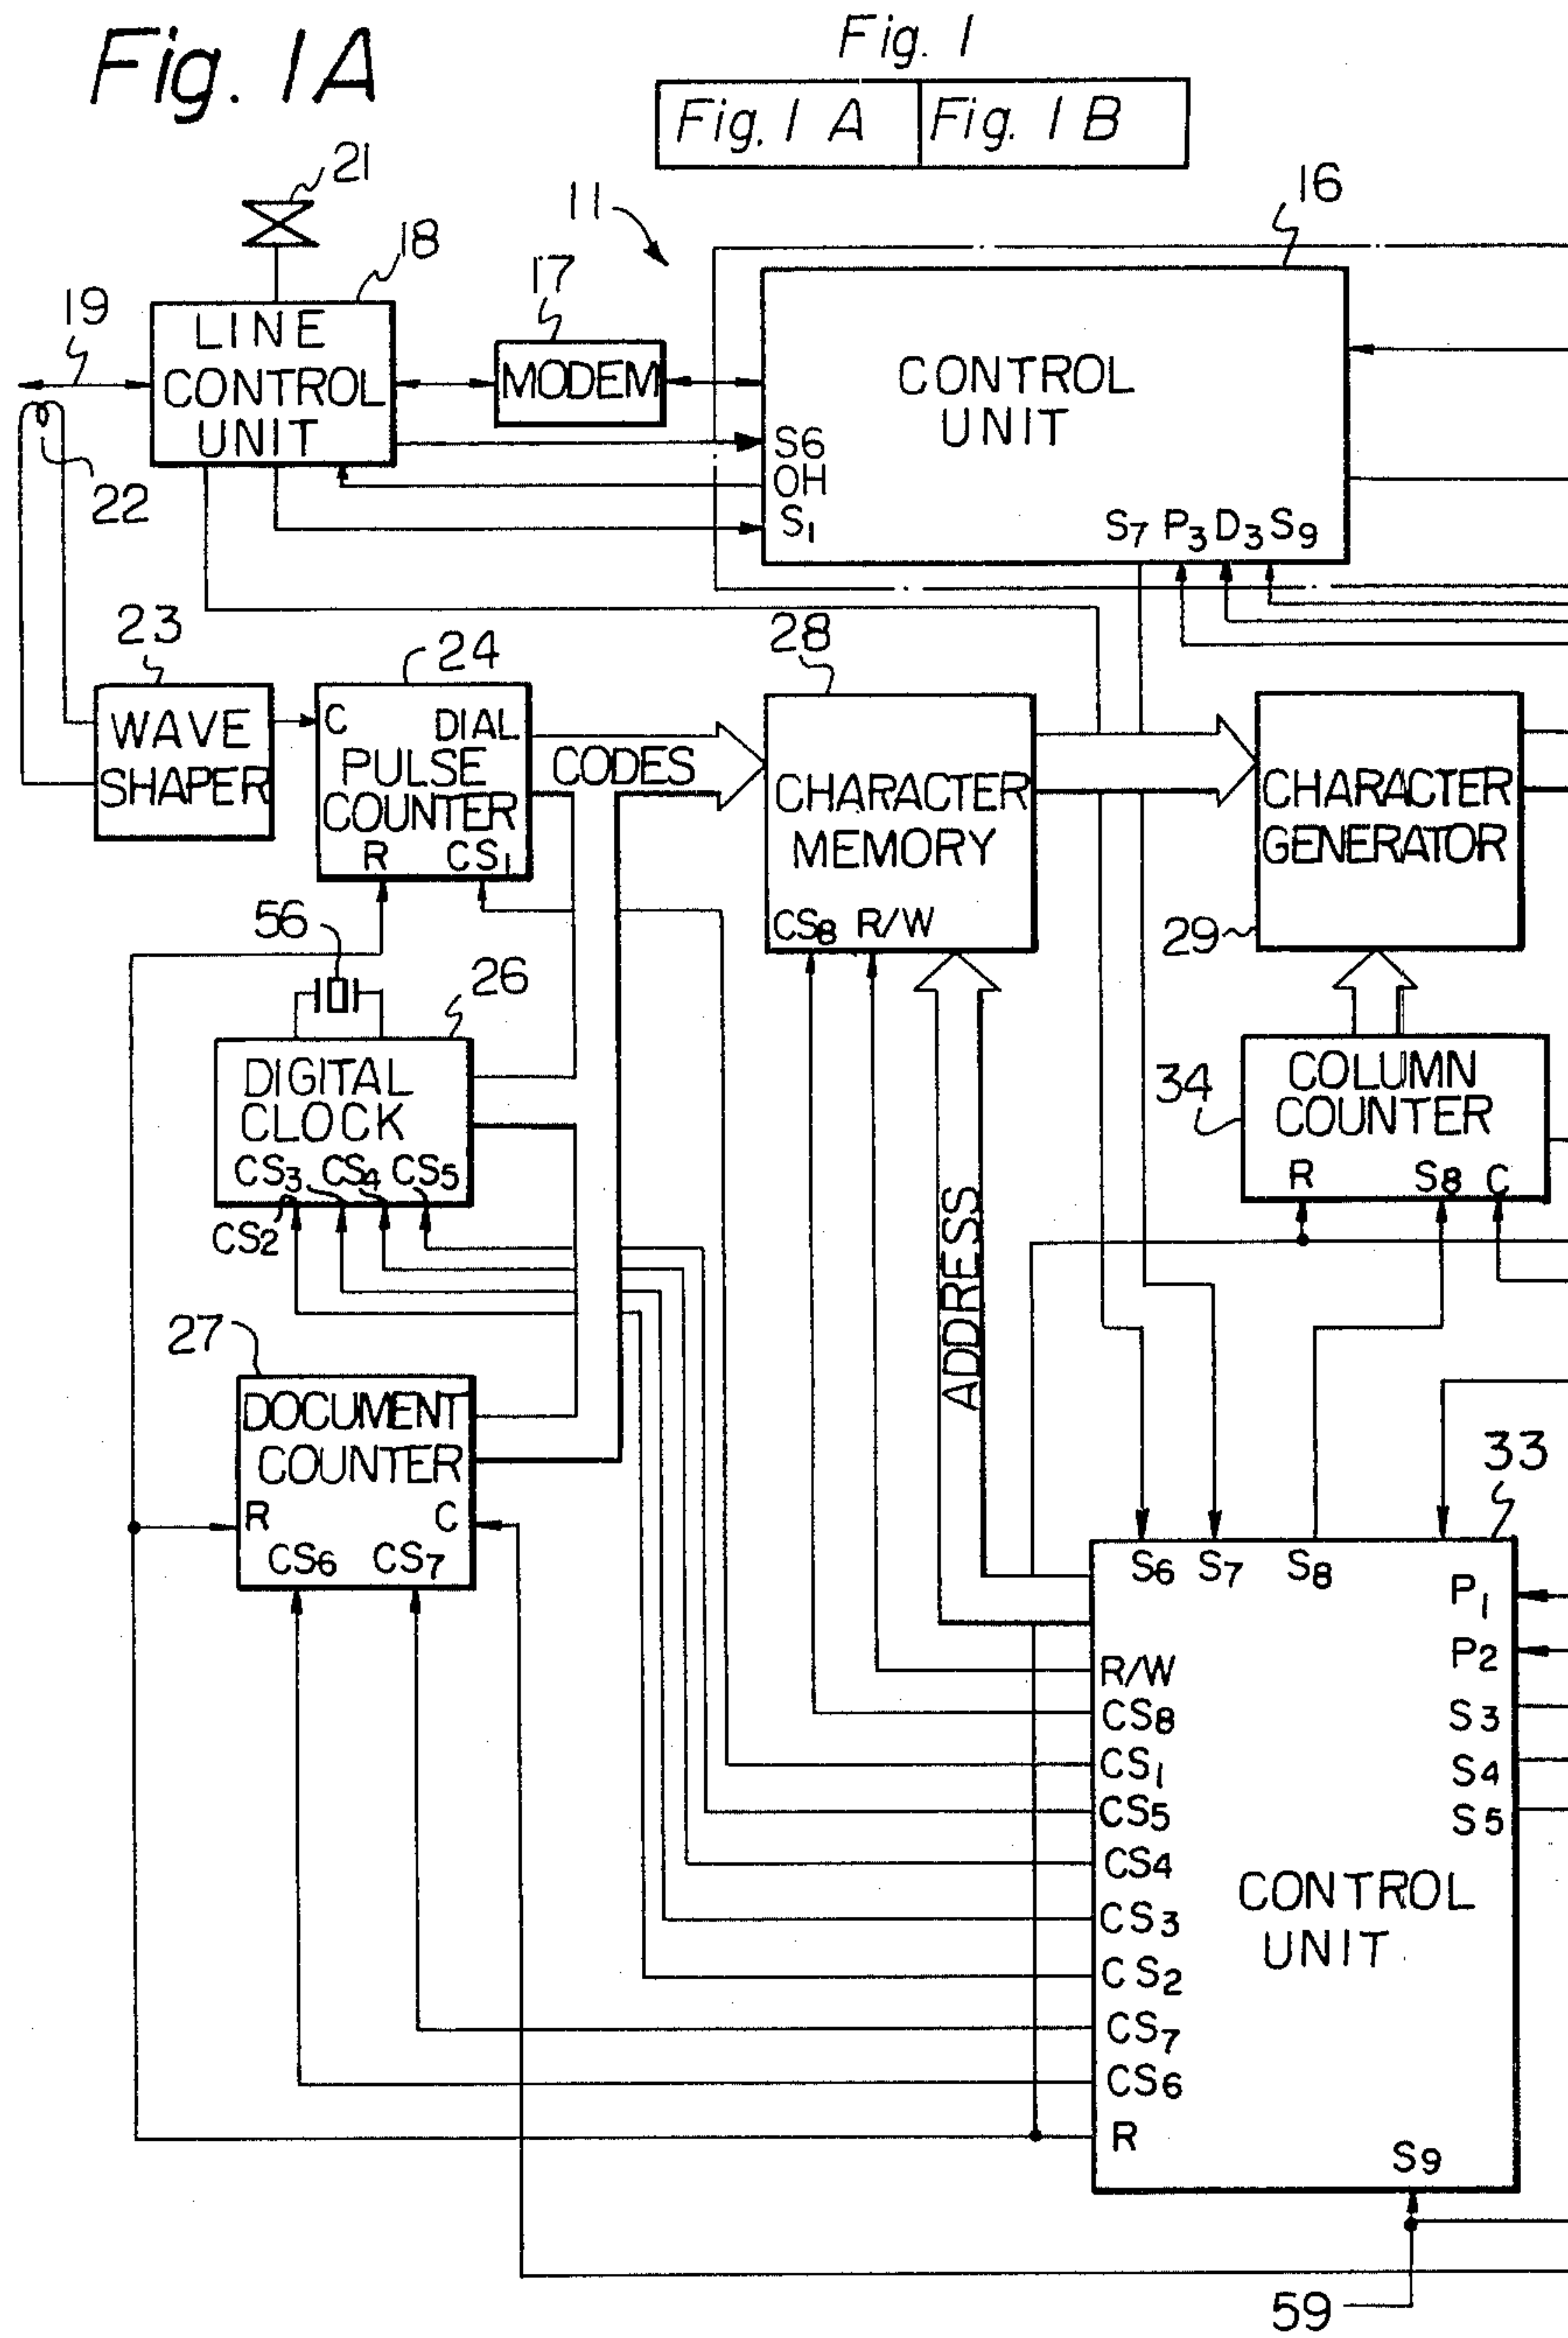 Fig. 1A
Fig. 1
Fig. 1 A
Fig. 1 B
21
11
16
18
17
19
LINE
CONTROL
UNIT
MODEM
CONTROL
UNIT
S6
OH
S1
S7 P3 D3 S9
22
23
24
28
WAVE
SHAPER
C
DIAL
PULSE
COUNTER
R
CS1
CODES
CHARACTER
MEMORY
CS8 R/W
CHARACTER
GENERATOR
29
56
26
DIGITAL
CLOCK
CS3 CS4 CS5
CS2
34
COLUMN
COUNTER
R
S8
C
ADDRESS
27
DOCUMENT
COUNTER
R
C
CS6 CS7
33
S6 S7 S8
P1
P2
S3
S4
S5
R/W
CS8
CS1
CS5
CS4
CS3
CS2
CS7
CS6
R
CONTROL
UNIT
S9
59